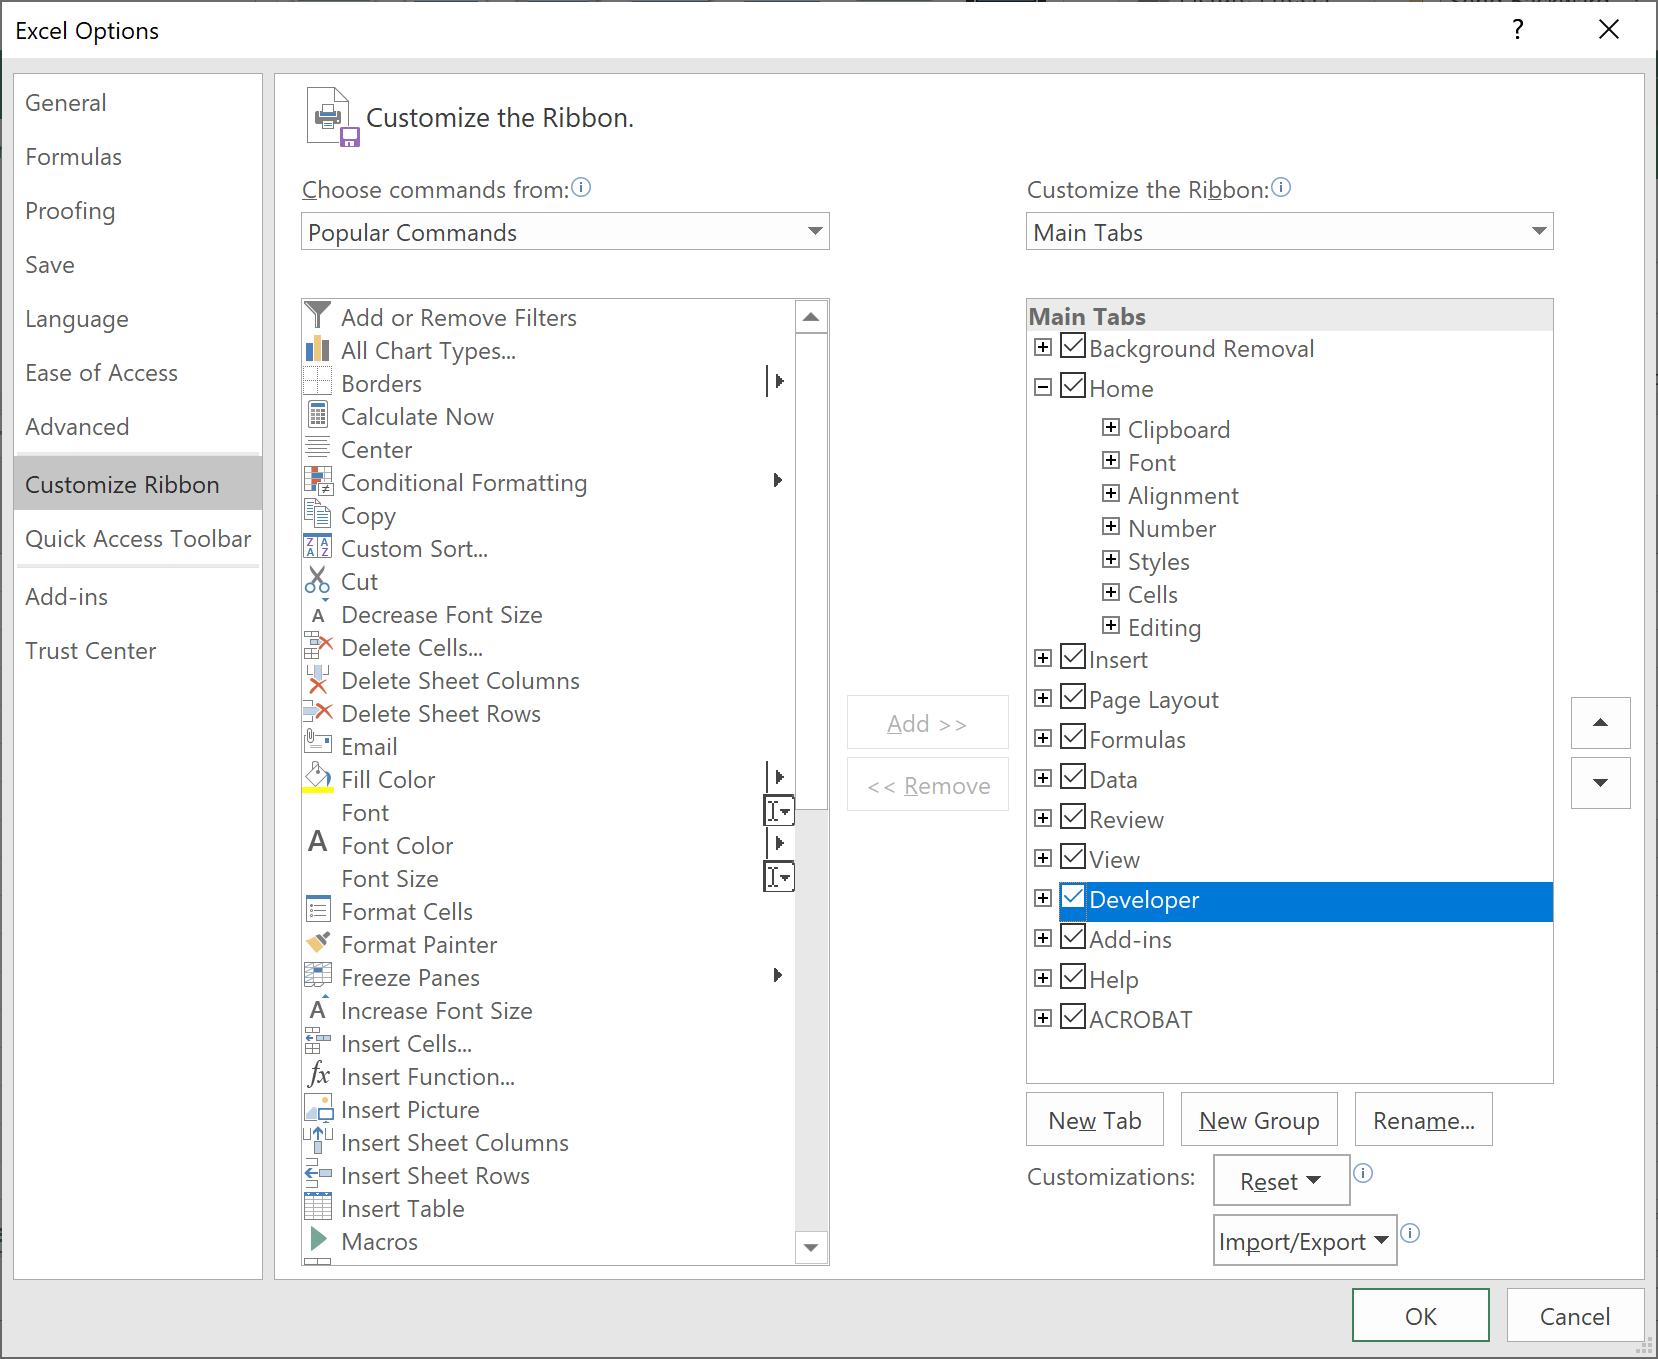 Excel Options
?
General
Formulas
Proofing
Save
Language
Ease of Access
Advanced
Customize Ribbon
Quick Access Toolbar
Add-ins
Trust Center
Customize the Ribbon.
Choose commands from:
Popular Commands
Add or Remove Filters
All Chart Types...
Borders
Calculate Now
Center
Conditional Formatting
Copy
Custom Sort...
Cut
Decrease Font Size
Delete Cells...
Delete Sheet Columns
Delete Sheet Rows
Email
Fill Color
Font
Font Color
Font Size
Format Cells
Format Painter
Freeze Panes
Increase Font Size
Insert Cells...
Insert Function...
Insert Picture
Insert Sheet Columns
Insert Sheet Rows
Insert Table
Macros
Add >>
<< Remove
Customize the Ribbon:
Main Tabs
Main Tabs
Background Removal
Home
Clipboard
Font
Alignment
Number
Styles
Cells
Editing
Insert
Page Layout
Formulas
Data
Review
View
Developer
Add-ins
Help
ACROBAT
New Tab New Group Rename...
Customizations: Reset
Import/Export
OK Cancel